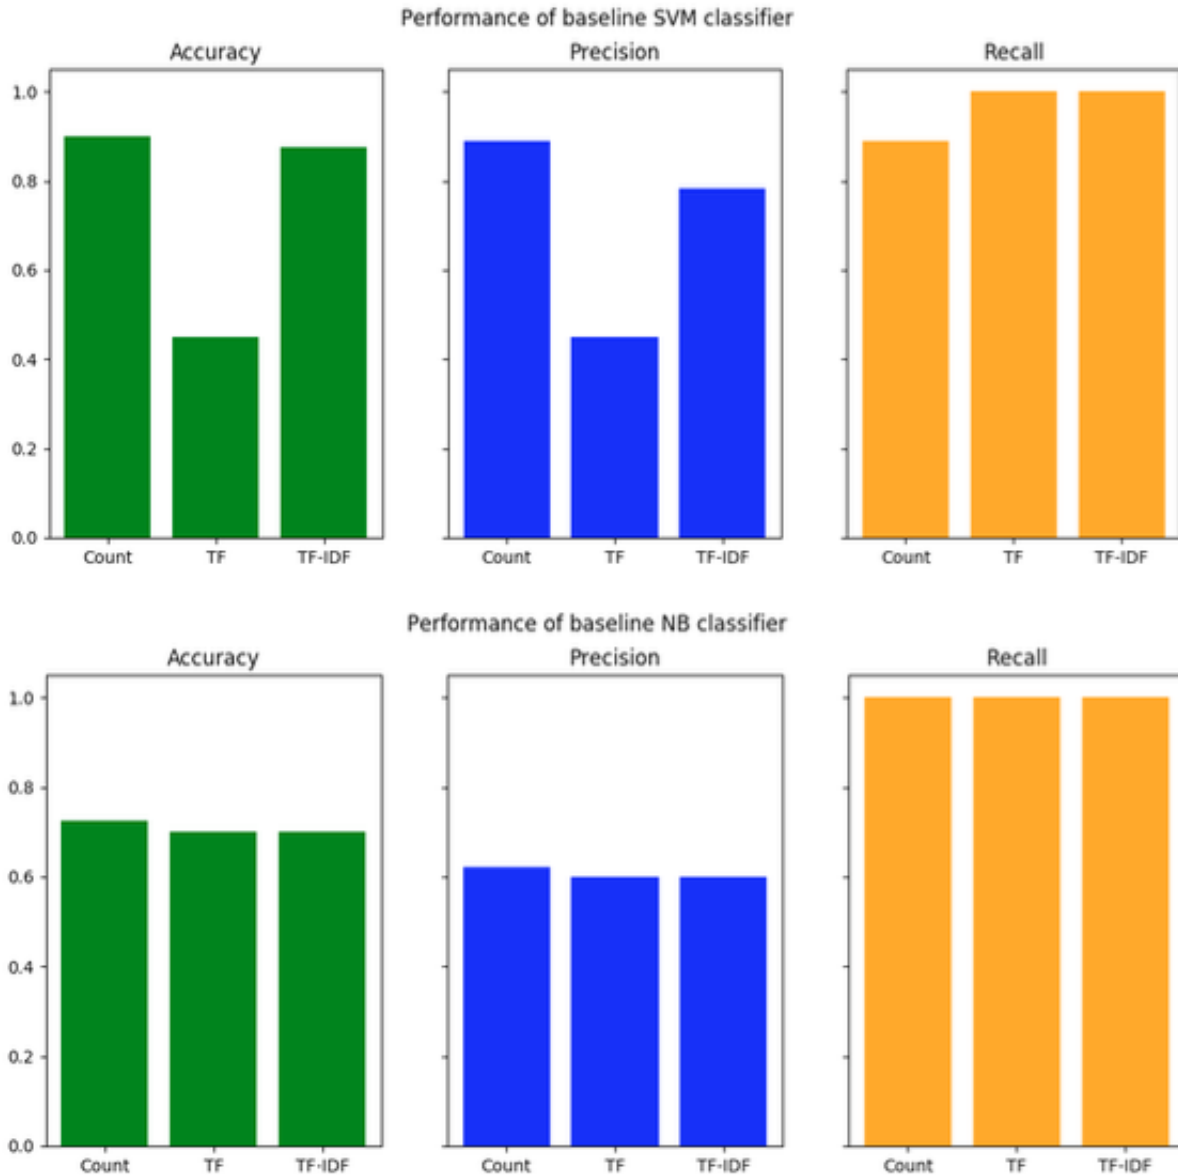 Performance of baseline SVM classifier
Accuracy Precision Recall
1.0
0.8
0.6
0.4
0.2
0.0
Count TF TF-IDF Count TF TF-IDF Count TF TF-IDF
Performance of baseline NB classifier
Accuracy Precision Recall
1.0
0.8
0.6
0.4
0.2
0.0
Count TF TF-IDF Count TF TF-IDF Count TF TF-IDF